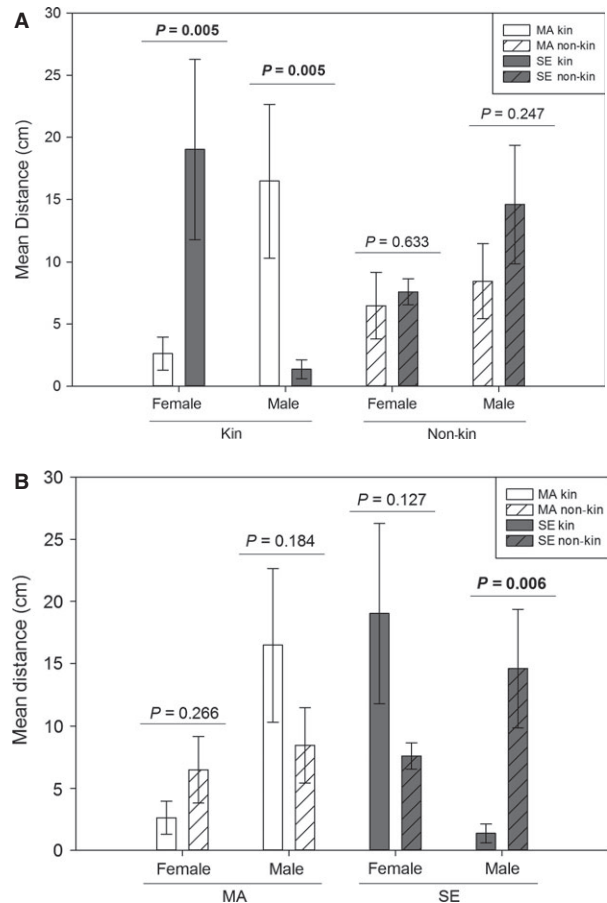 A
30
25
20
15
10
5
0
Mean Distance (cm)
P = 0.005
P = 0.005
P = 0.633
P = 0.247
MA kin
MA non-kin
SE kin
SE non-kin
Female
Male
Female
Male
Kin
Non-kin
B
30
25
20
15
10
5
0
Mean distance (cm)
P = 0.266
P = 0.184
P = 0.127
P = 0.006
MA kin
MA non-kin
SE kin
SE non-kin
Female
Male
Female
Male
MA
SE